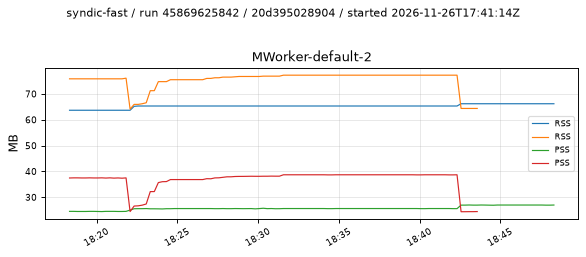 syndic-fast / run 45869625842 / 20d395028904 / started 2026-11-26T17:41:14Z
MWorker-default-2
MB
70
60
50
40
30
RSS
RSS
PSS
PSS
18:20
18:25
18:30
18:35
18:40
18:45